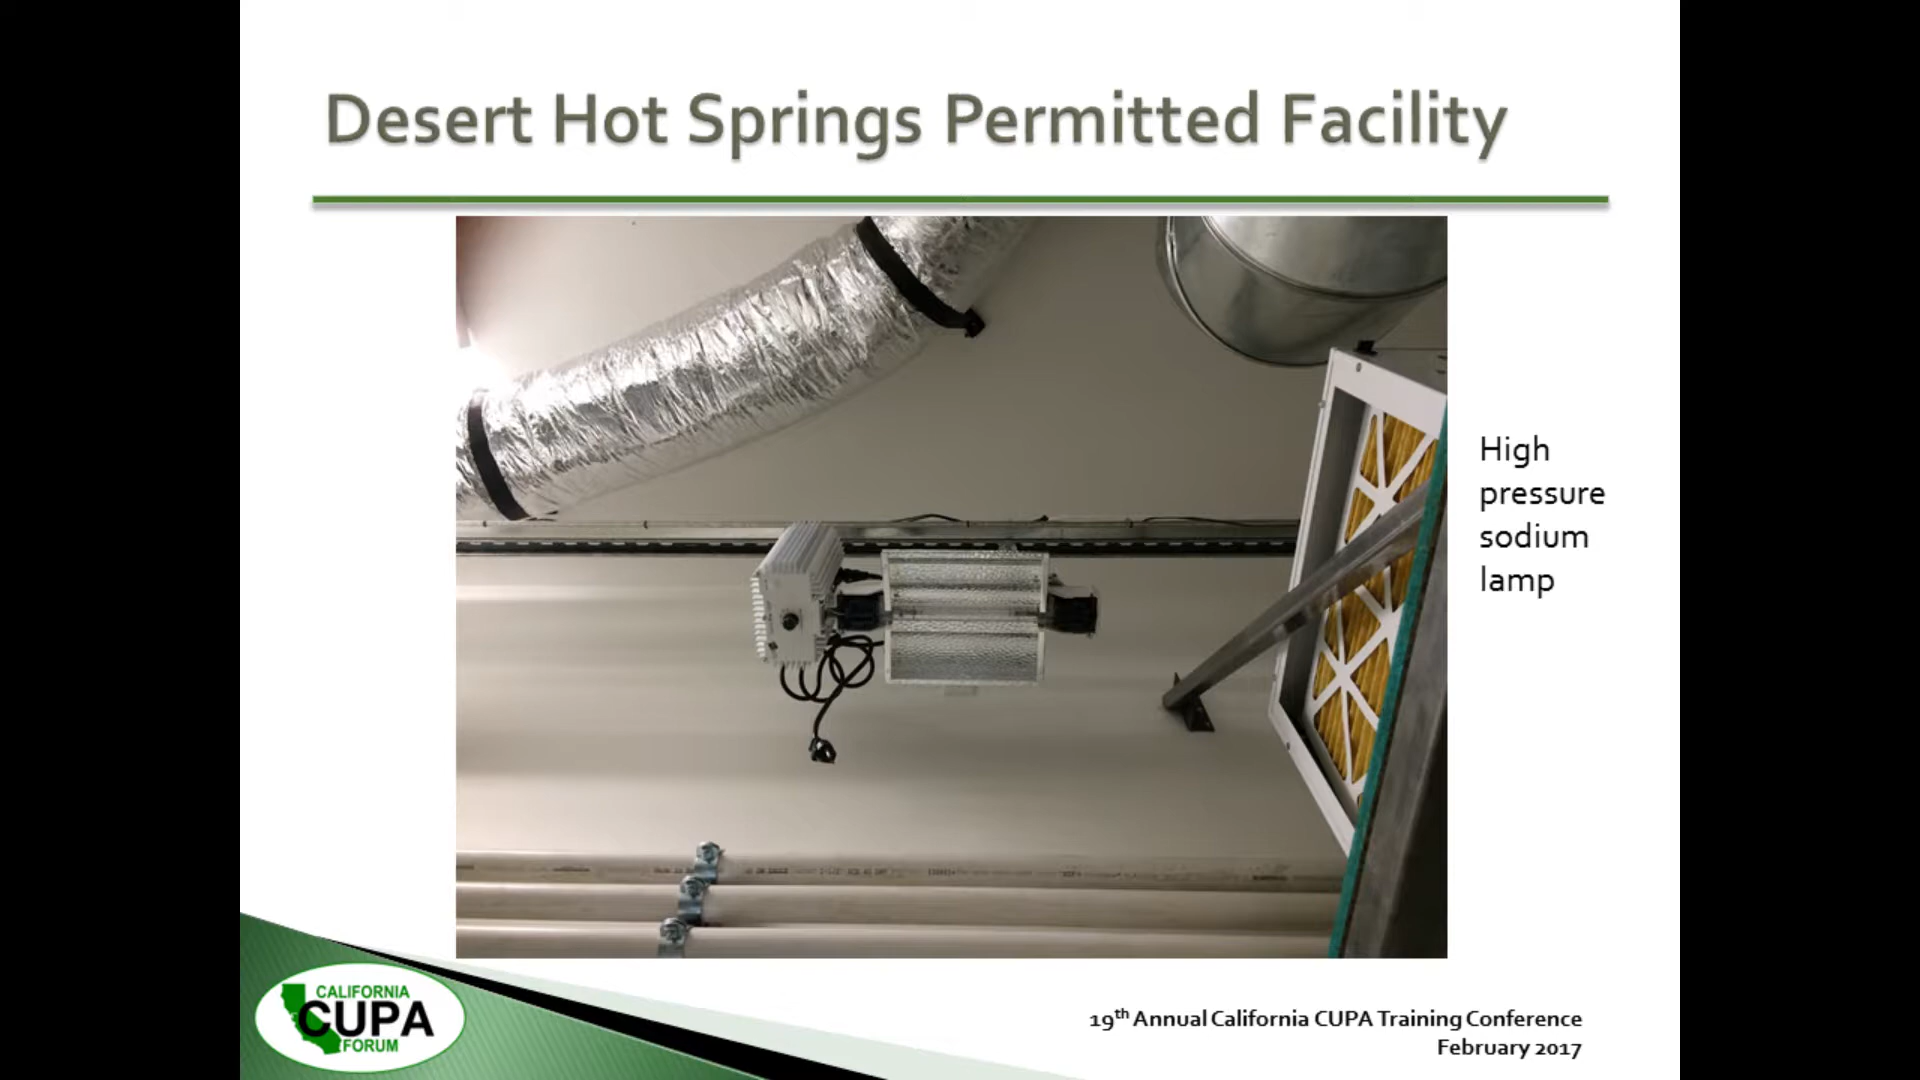 Desert Hot Springs Permitted Facility
High
pressure
sodium
lamp
CALIFORNIA
CUPA
FORUM
19th Annual California CUPA Training Conference
February 2017